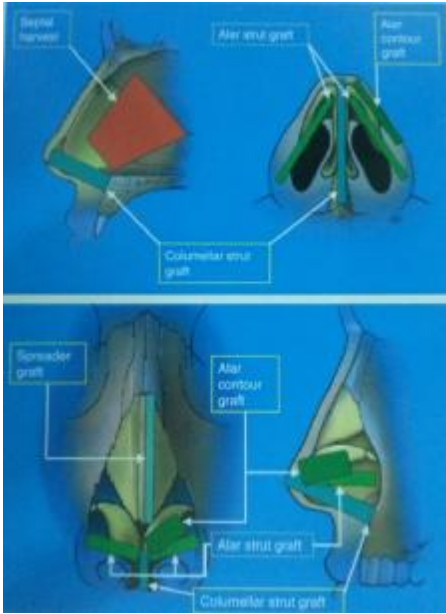 Septal
harvest
Alar strut graft
Alar
contour
graft
Columellar strut
graft
Spreader
graft
Alar
contour
graft
Alar strut graft
Columellar strut graft